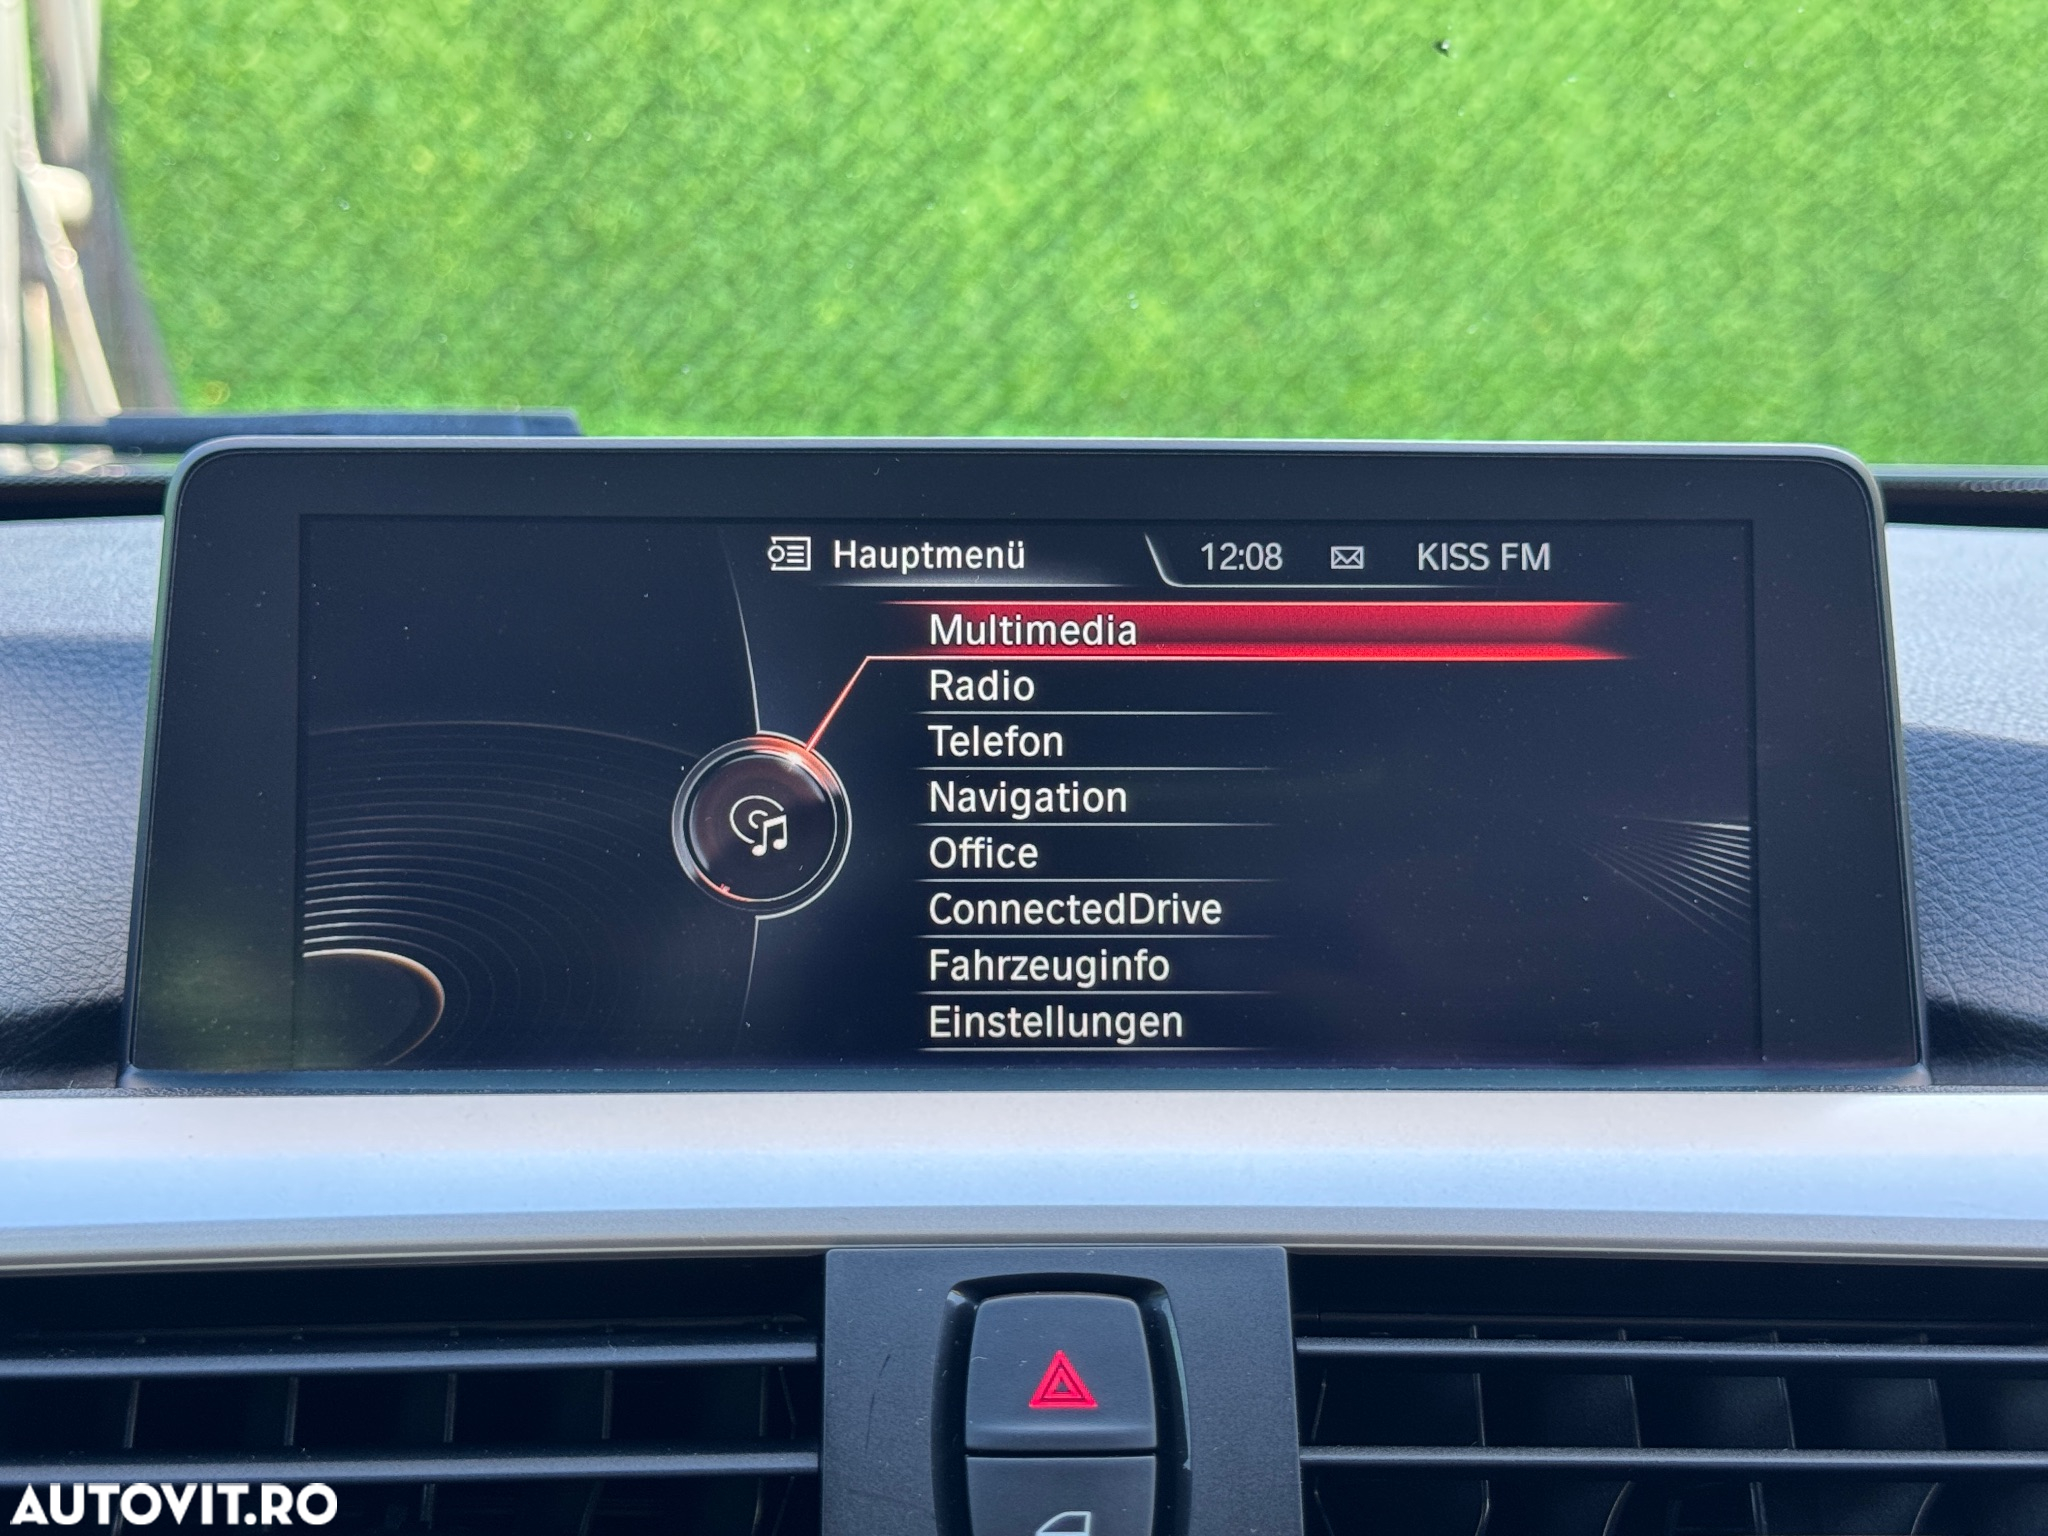 Hauptmenü 12:08 KISS FM
Multimedia
Radio
Telefon
Navigation
Office
ConnectedDrive
Fahrzeuginfo
Einstellungen
AUTOVIT.RO